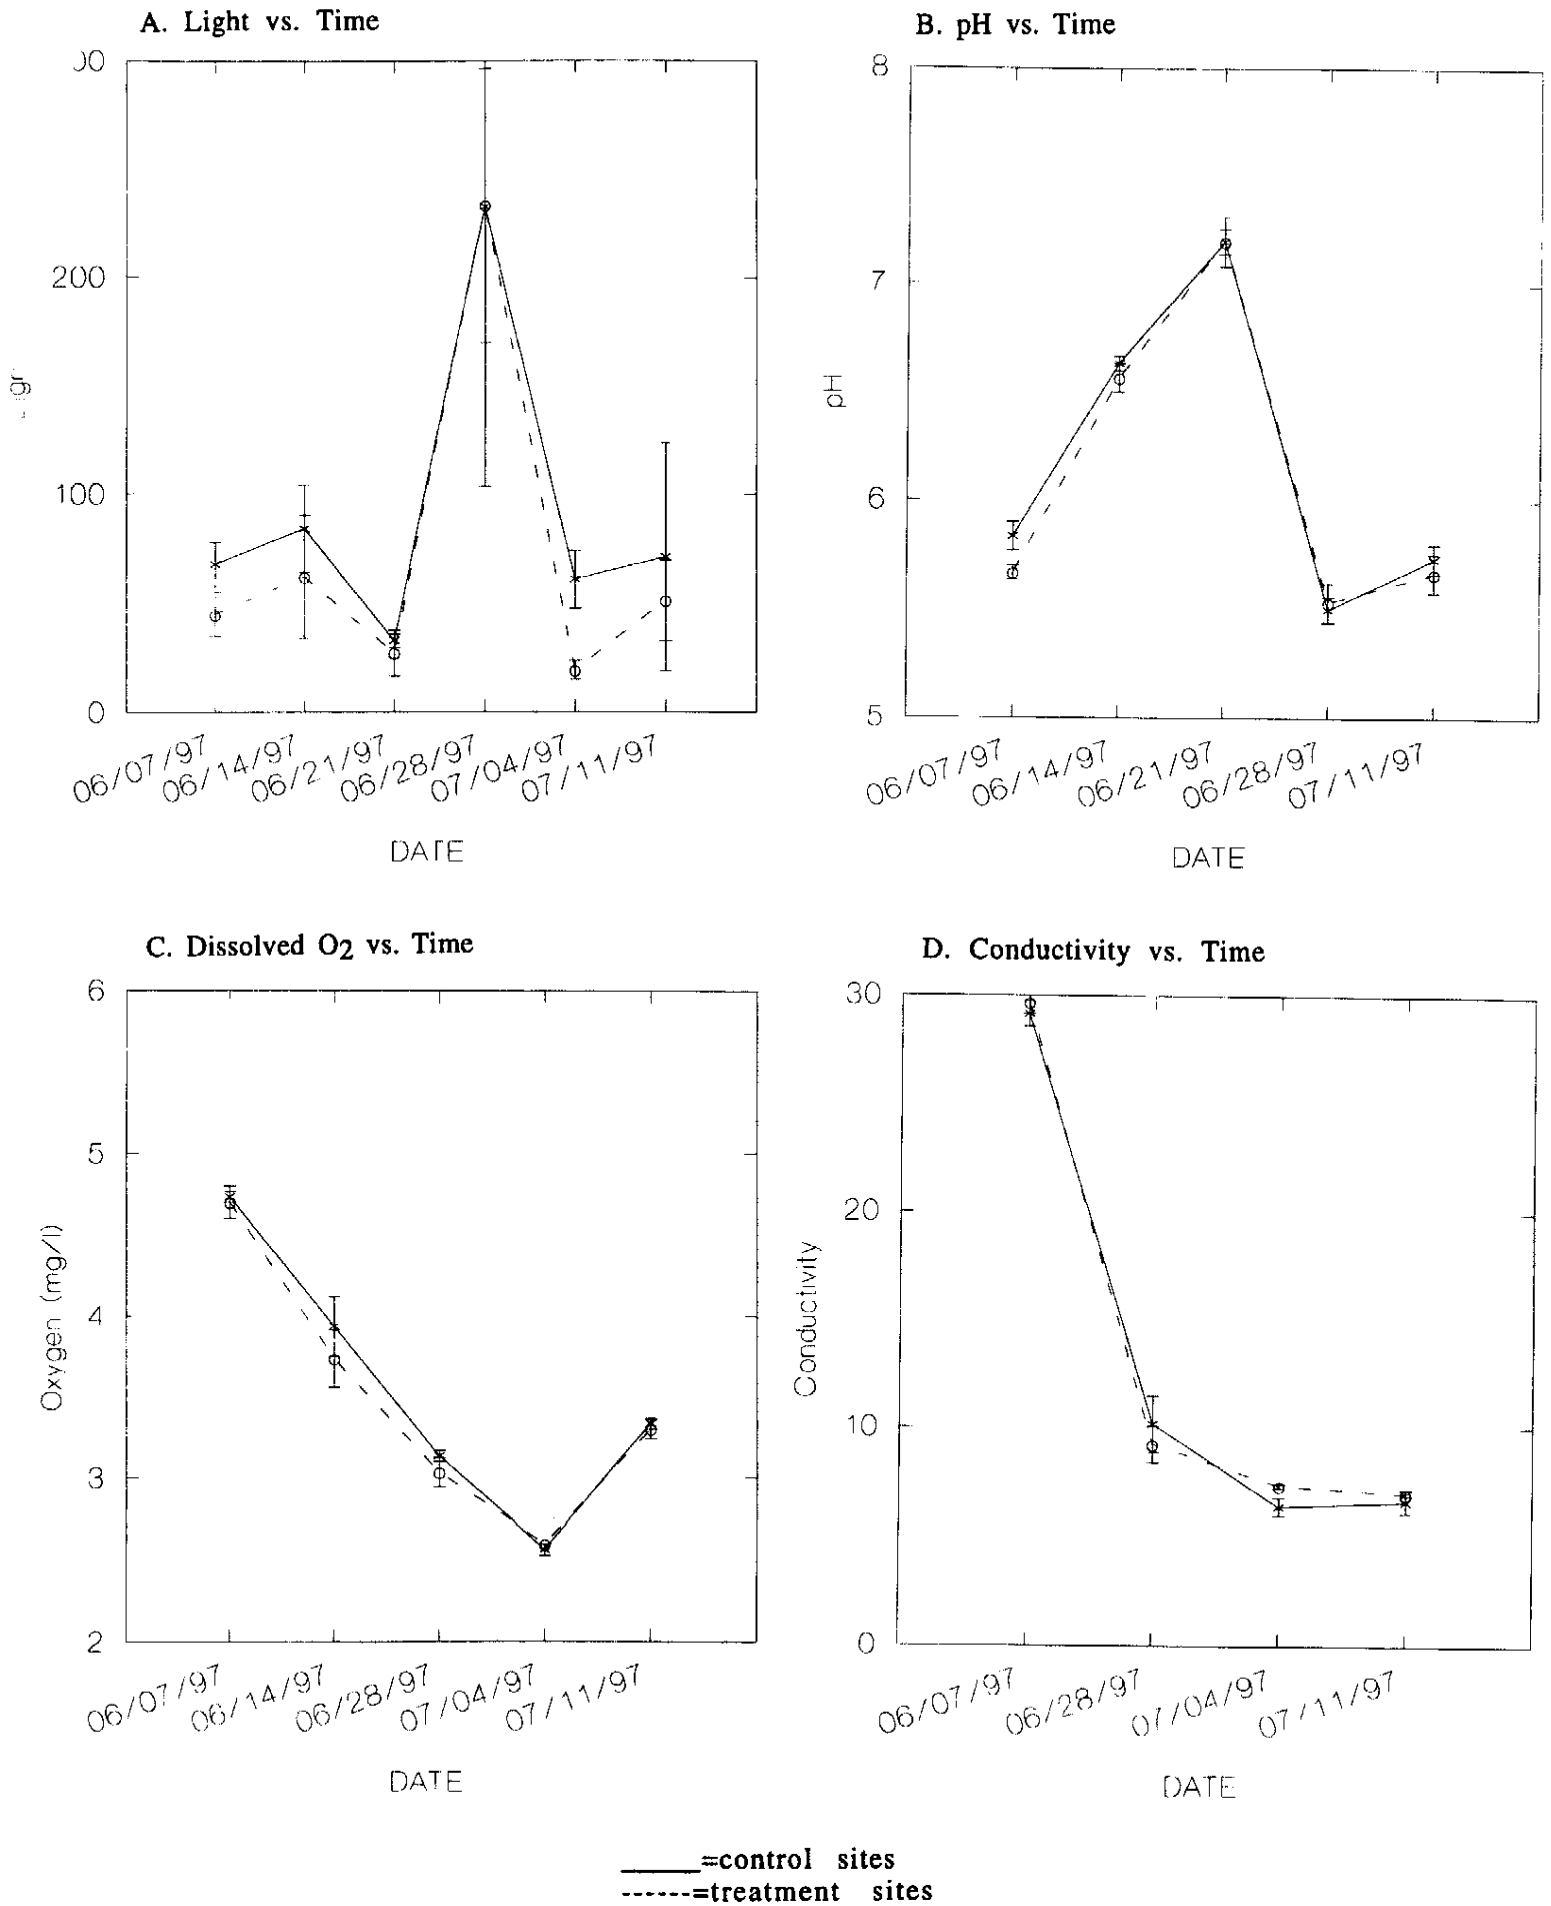 A. Light vs. Time
200
100
0
06/07/97
06/14/97
06/21/97
06/28/97
07/04/97
07/11/97
DATE
B. pH vs. Time
8
7
6
5
pH
06/07/97
06/14/97
06/21/97
06/28/97
07/11/97
DATE
C. Dissolved O2 vs. Time
6
5
4
3
2
Oxygen (mg/l)
06/07/97
06/14/97
06/28/97
07/04/97
07/11/97
DATE
D. Conductivity vs. Time
30
20
10
0
Conductivity
06/07/97
06/28/97
07/04/97
07/11/97
DATE
=control sites
=treatment sites